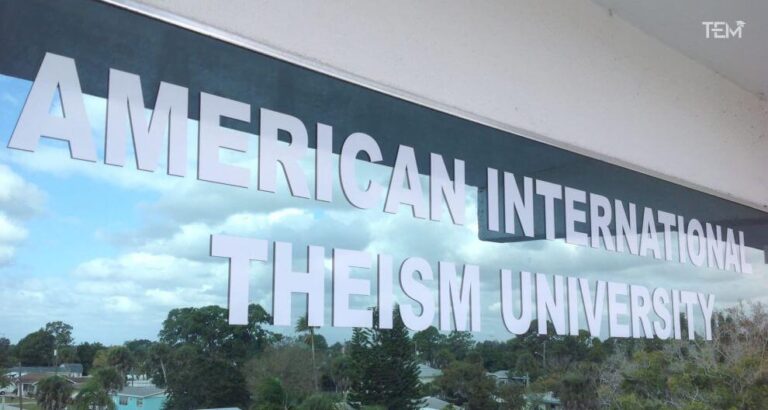 TEM
AMERICAN INTERNATIONAL
THEISM UNIVERSITY